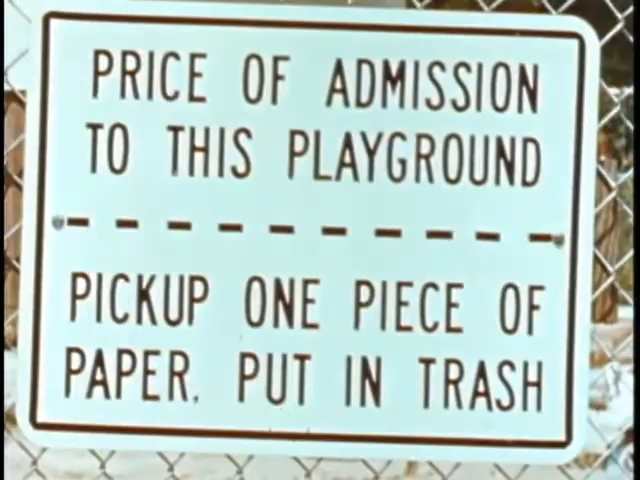 PRICE OF ADMISSION
TO THIS PLAYGROUND
PICKUP ONE PIECE OF
PAPER. PUT IN TRASH